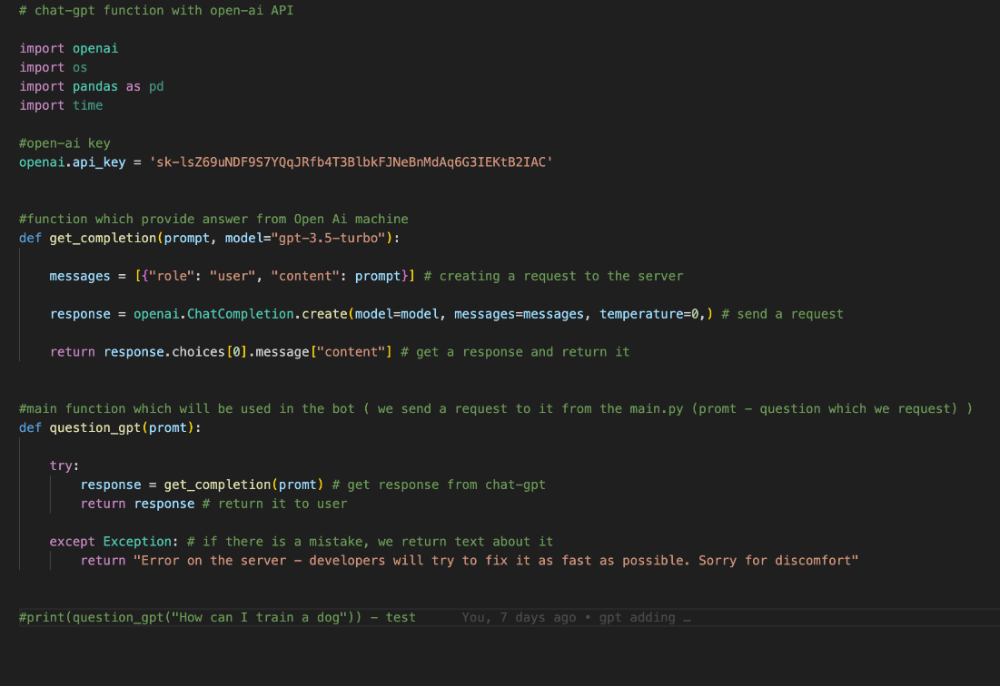 # chat-gpt function with open-ai API
import openai
import os
import pandas as pd
import time
#open-ai key
openai.api_key = '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'
#function which provide answer from Open Ai machine
def get_completion(prompt, model="gpt-3.5-turbo"):
messages = [{"role": "user", "content": prompt}] # creating a request to the server
response = openai.ChatCompletion.create(model=model, messages=messages, temperature=0,) # send a request
return response.choices[0].message["content"] # get a response and return it
#main function which will be used in the bot ( we send a request to it from the main.py (promt - question which we request) )
def question_gpt(promt):
try:
response = get_completion(promt) # get response from chat-gpt
return response # return it to user
except Exception: # if there is a mistake, we return text about it
return "Error on the server - developers will try to fix it as fast as possible. Sorry for discomfort"
#print(question_gpt("How can I train a dog")) - test You, 7 days ago • gpt adding …